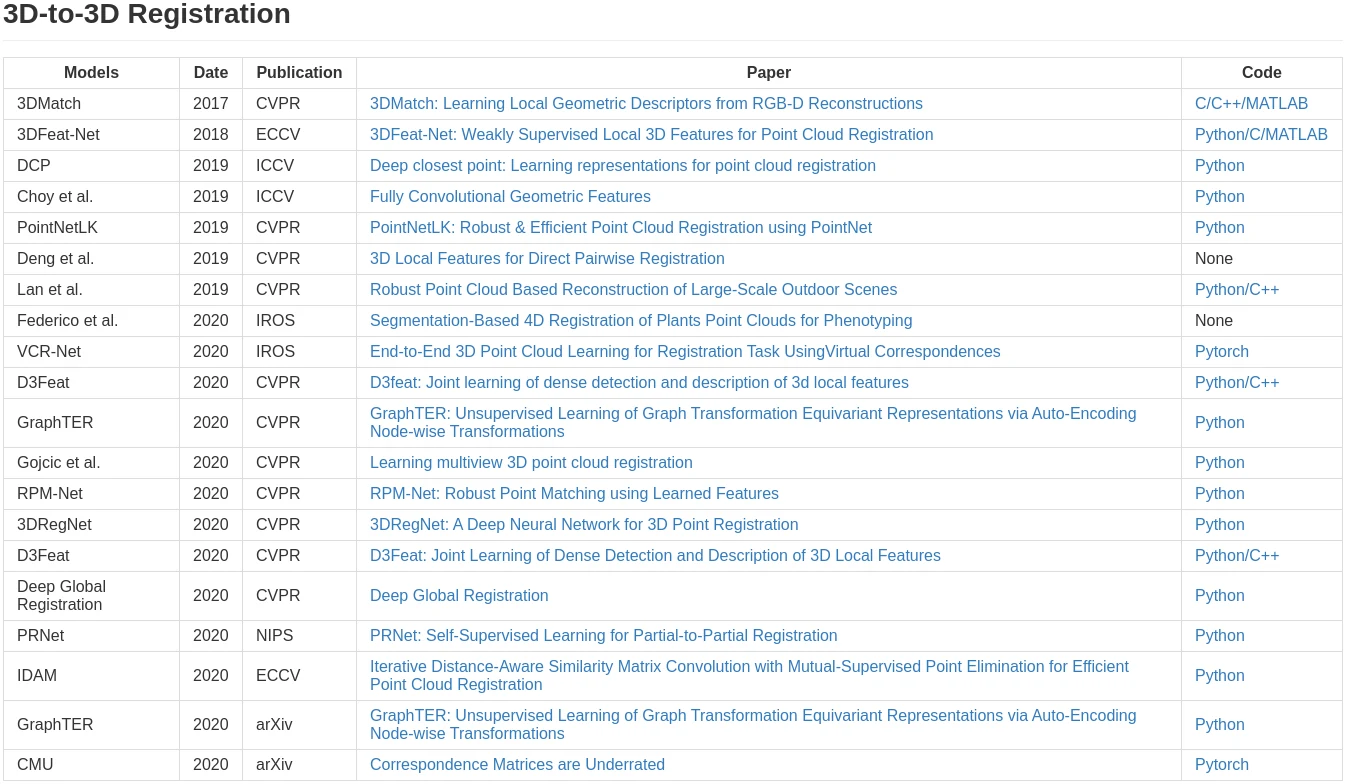 3D-to-3D Registration
Models Date Publication Paper Code
3DMatch 2017 CVPR 3DMatch: Learning Local Geometric Descriptors from RGB-D Reconstructions C/C++/MATLAB
3DFeat-Net 2018 ECCV 3DFeat-Net: Weakly Supervised Local 3D Features for Point Cloud Registration Python/C/MATLAB
DCP 2019 ICCV Deep closest point: Learning representations for point cloud registration Python
Choy et al. 2019 ICCV Fully Convolutional Geometric Features Python
PointNetLK 2019 CVPR PointNetLK: Robust & Efficient Point Cloud Registration using PointNet Python
Deng et al. 2019 CVPR 3D Local Features for Direct Pairwise Registration None
Lan et al. 2019 CVPR Robust Point Cloud Based Reconstruction of Large-Scale Outdoor Scenes Python/C++
Federico et al. 2020 IROS Segmentation-Based 4D Registration of Plants Point Clouds for Phenotyping None
VCR-Net 2020 IROS End-to-End 3D Point Cloud Learning for Registration Task UsingVirtual Correspondences Pytorch
D3Feat 2020 CVPR D3feat: Joint learning of dense detection and description of 3d local features Python/C++
GraphTER 2020 CVPR GraphTER: Unsupervised Learning of Graph Transformation Equivariant Representations via Auto-Encoding
Node-wise Transformations Python
Gojcic et al. 2020 CVPR Learning multiview 3D point cloud registration Python
RPM-Net 2020 CVPR RPM-Net: Robust Point Matching using Learned Features Python
3DRegNet 2020 CVPR 3DRegNet: A Deep Neural Network for 3D Point Registration Python
D3Feat 2020 CVPR D3Feat: Joint Learning of Dense Detection and Description of 3D Local Features Python/C++
Deep Global
Registration 2020 CVPR Deep Global Registration Python
PRNet 2020 NIPS PRNet: Self-Supervised Learning for Partial-to-Partial Registration Python
IDAM 2020 ECCV Iterative Distance-Aware Similarity Matrix Convolution with Mutual-Supervised Point Elimination for Efficient
Point Cloud Registration Python
GraphTER 2020 arXiv GraphTER: Unsupervised Learning of Graph Transformation Equivariant Representations via Auto-Encoding
Node-wise Transformations Python
CMU 2020 arXiv Correspondence Matrices are Underrated Pytorch